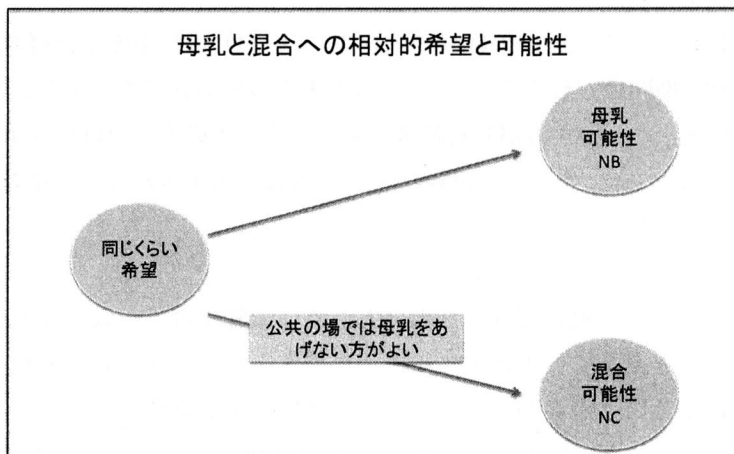 母乳と混合への相対的希望と可能性
母乳
可能性
NB
同じくらい
希望
公共の場では母乳をあ
げない方がよい
混合
可能性
NC